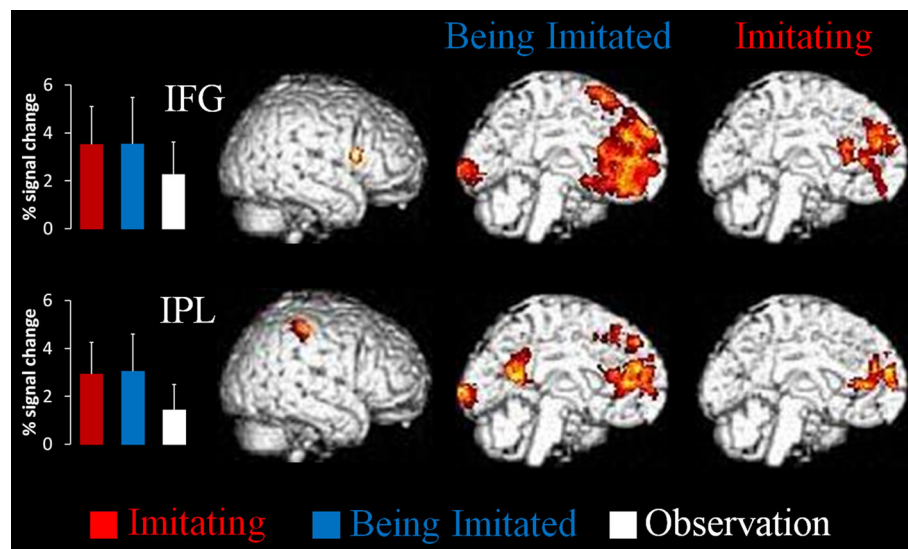 Being Imitated Imitating
6
4
2
0
% signal change
IFG
6
4
2
0
% signal change
IPL
Imitating Being Imitated Observation